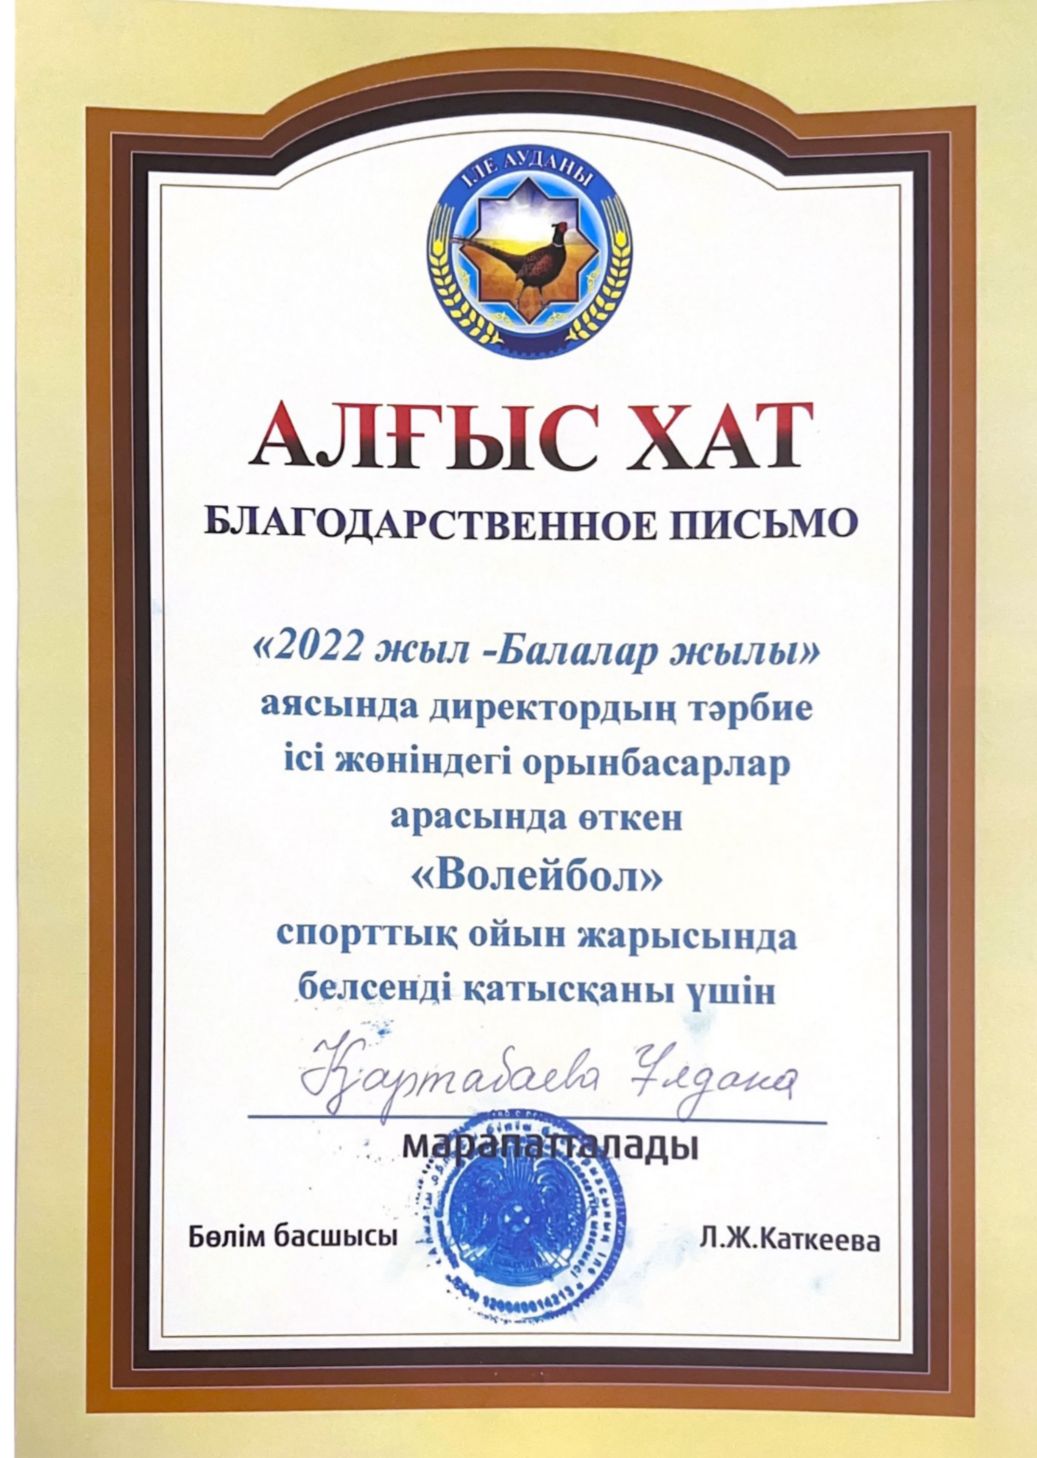 ІЛЕ АУДАНЫ
АЛҒЫС ХАТ
БЛАГОДАРСТВЕННОЕ ПИСЬМО
«2022 жыл -Балалар жылы»
аясында директордың тәрбие
ісі жөніндегі орынбасарлар
арасында өткен
«Волейбол»
спорттық ойын жарысында
белсенді қатысқаны үшін
Қартабаева Ұлдана
марапатталады
Бөлім басшысы
Л.Ж.Каткеева